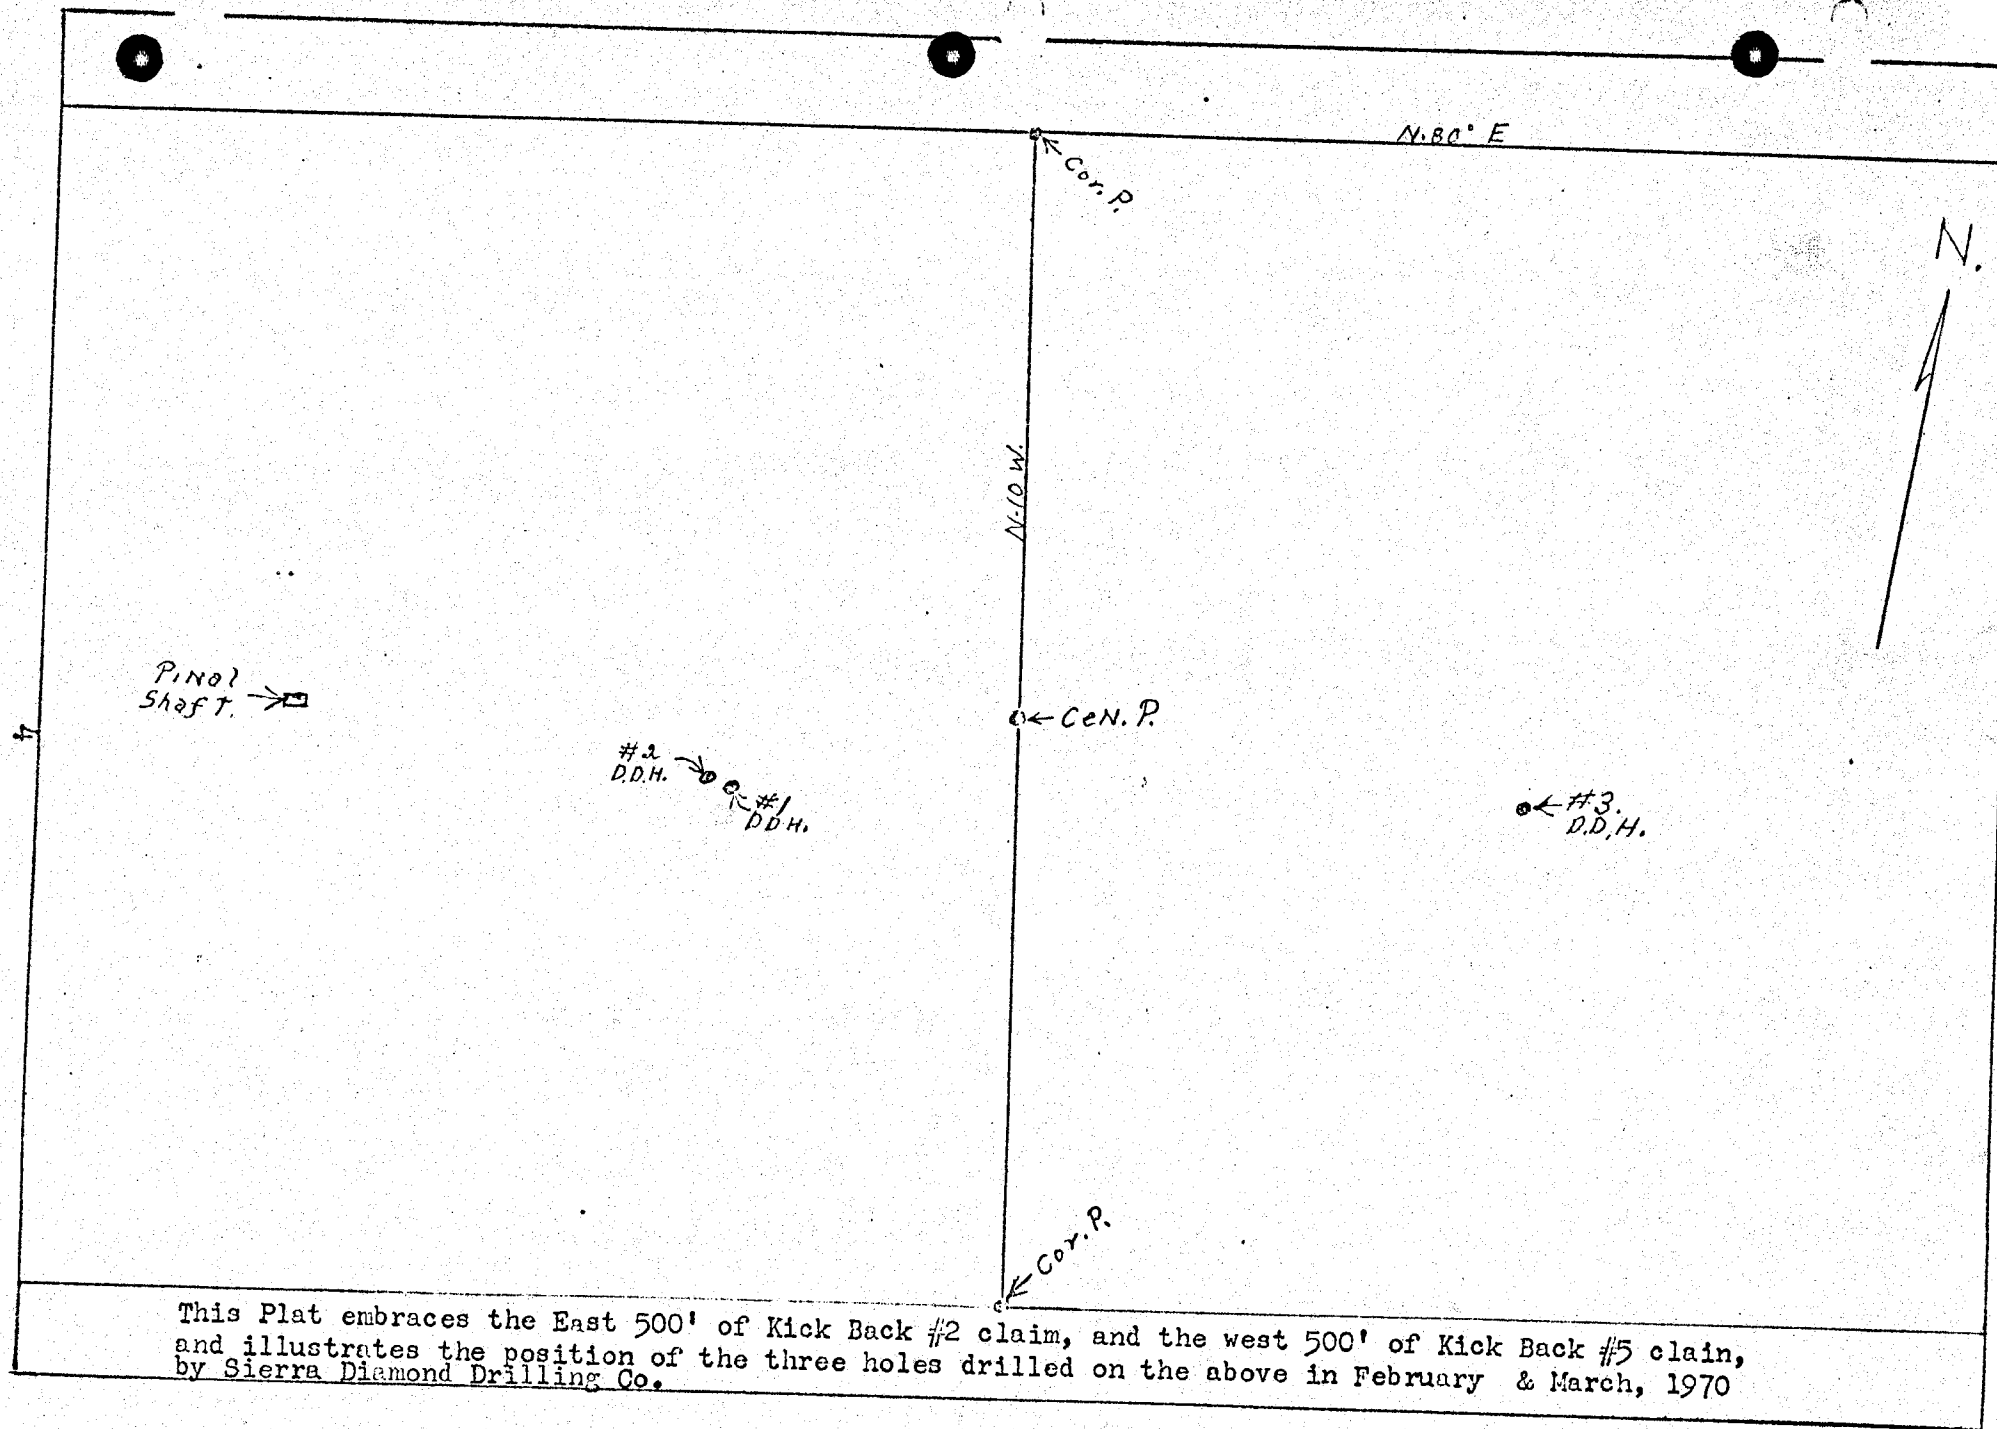 N. 80° E
Cor. P.
N.
N-10 W.
Pinal
Shaft.
Cen. P.
#2
D.D.H.
#1
D D H.
#3.
D.D.H.
Cor. P.
This Plat embraces the East 500' of Kick Back #2 claim, and the west 500' of Kick Back #5 clain,
and illustrates the position of the three holes drilled on the above in February & March, 1970
by Sierra Diamond Drilling Co.